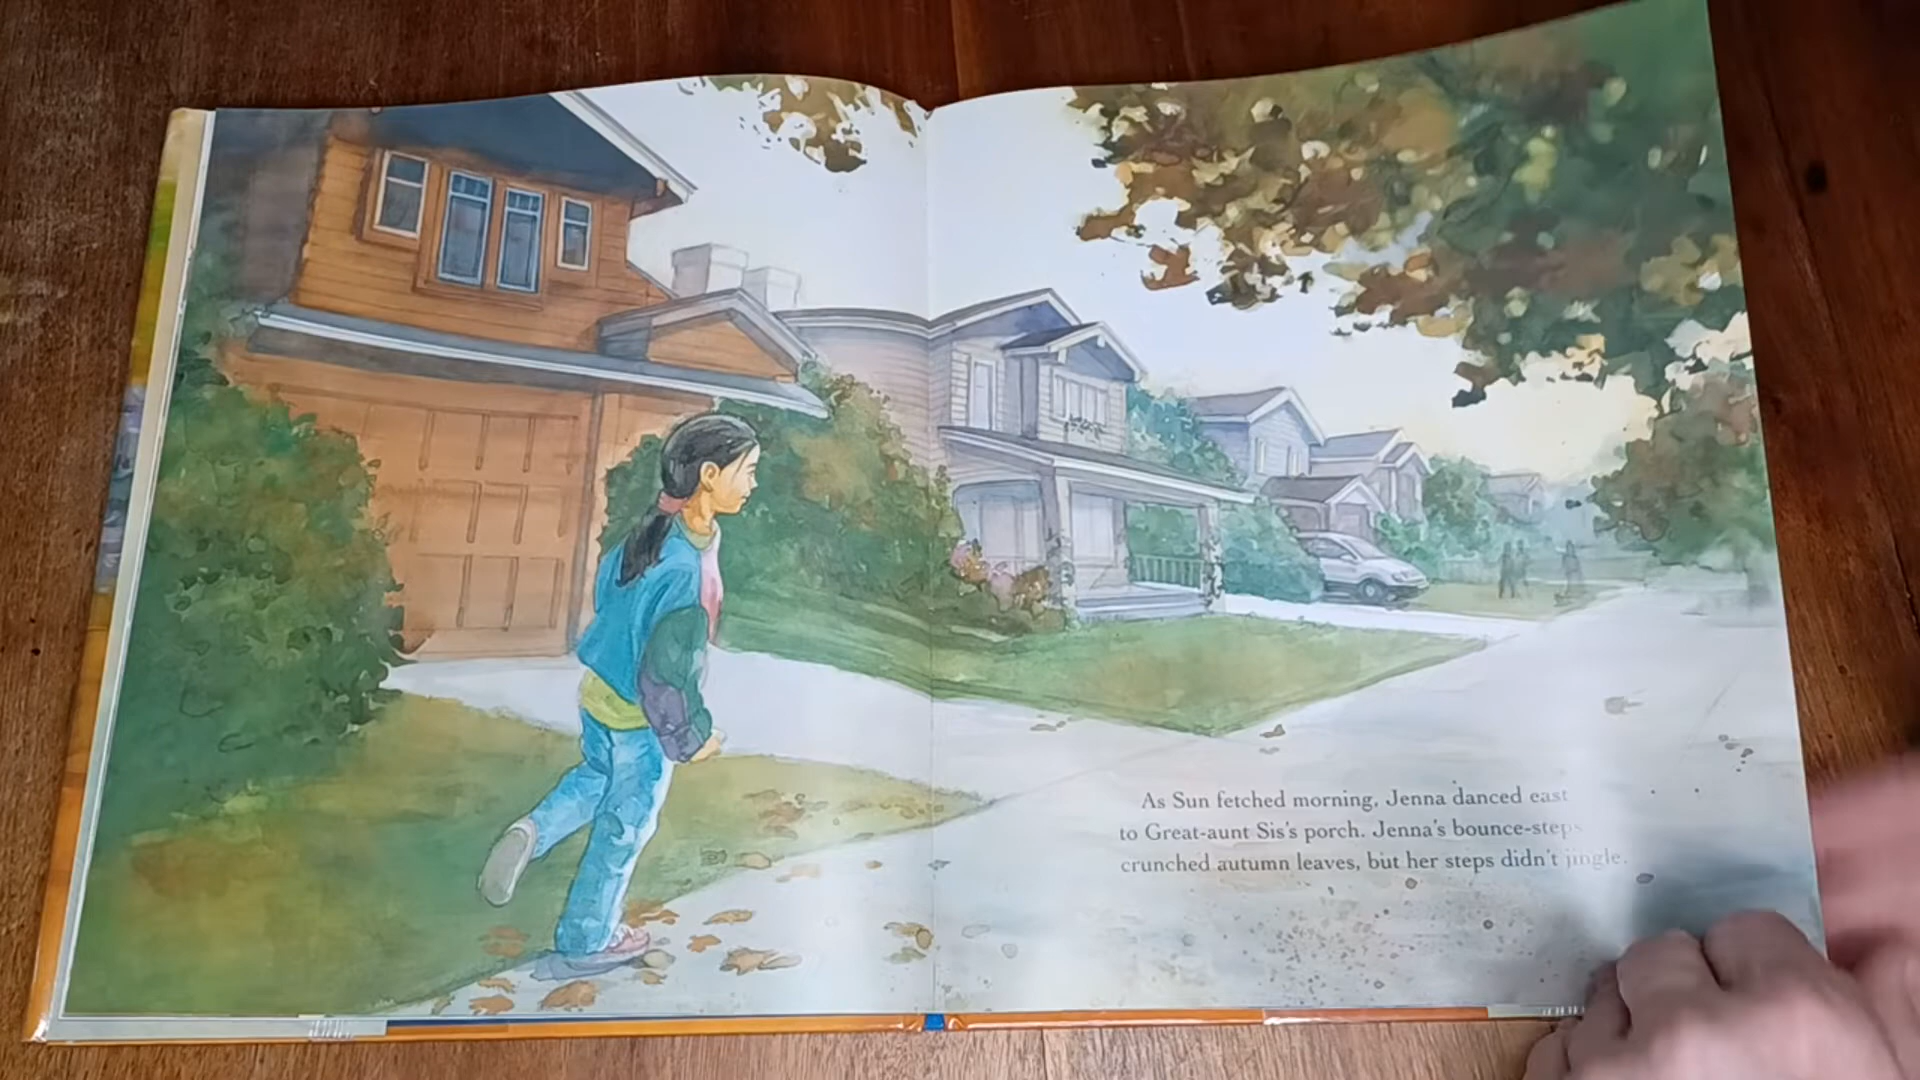 As Sun fetched morning, Jenna danced east
to Great-aunt Sis's porch. Jenna's bounce-steps
crunched autumn leaves, but her steps didn't jingle.